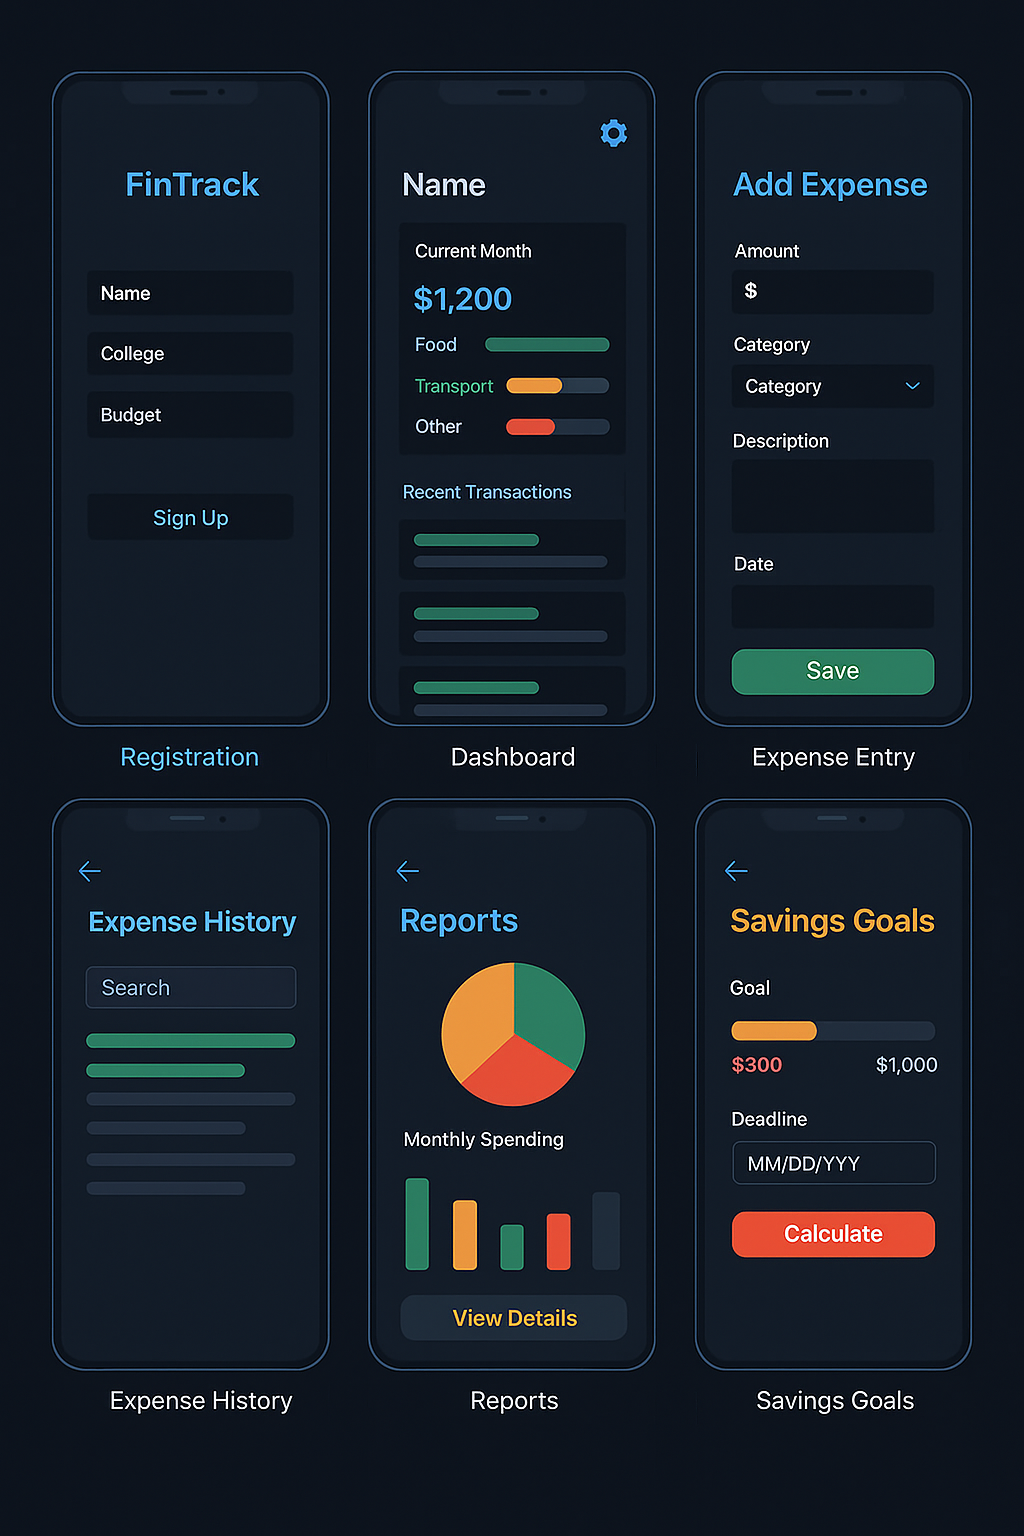 FinTrack
Name
College
Budget
Sign Up
Registration
Name
Current Month
$1,200
Food
Transport
Other
Recent Transactions
Dashboard
Add Expense
Amount
$
Category
Category
Description
Date
Save
Expense Entry
Expense History
Search
Expense History
Reports
Monthly Spending
View Details
Reports
Savings Goals
Goal
$300 $1,000
Deadline
MM/DD/YYY
Calculate
Savings Goals